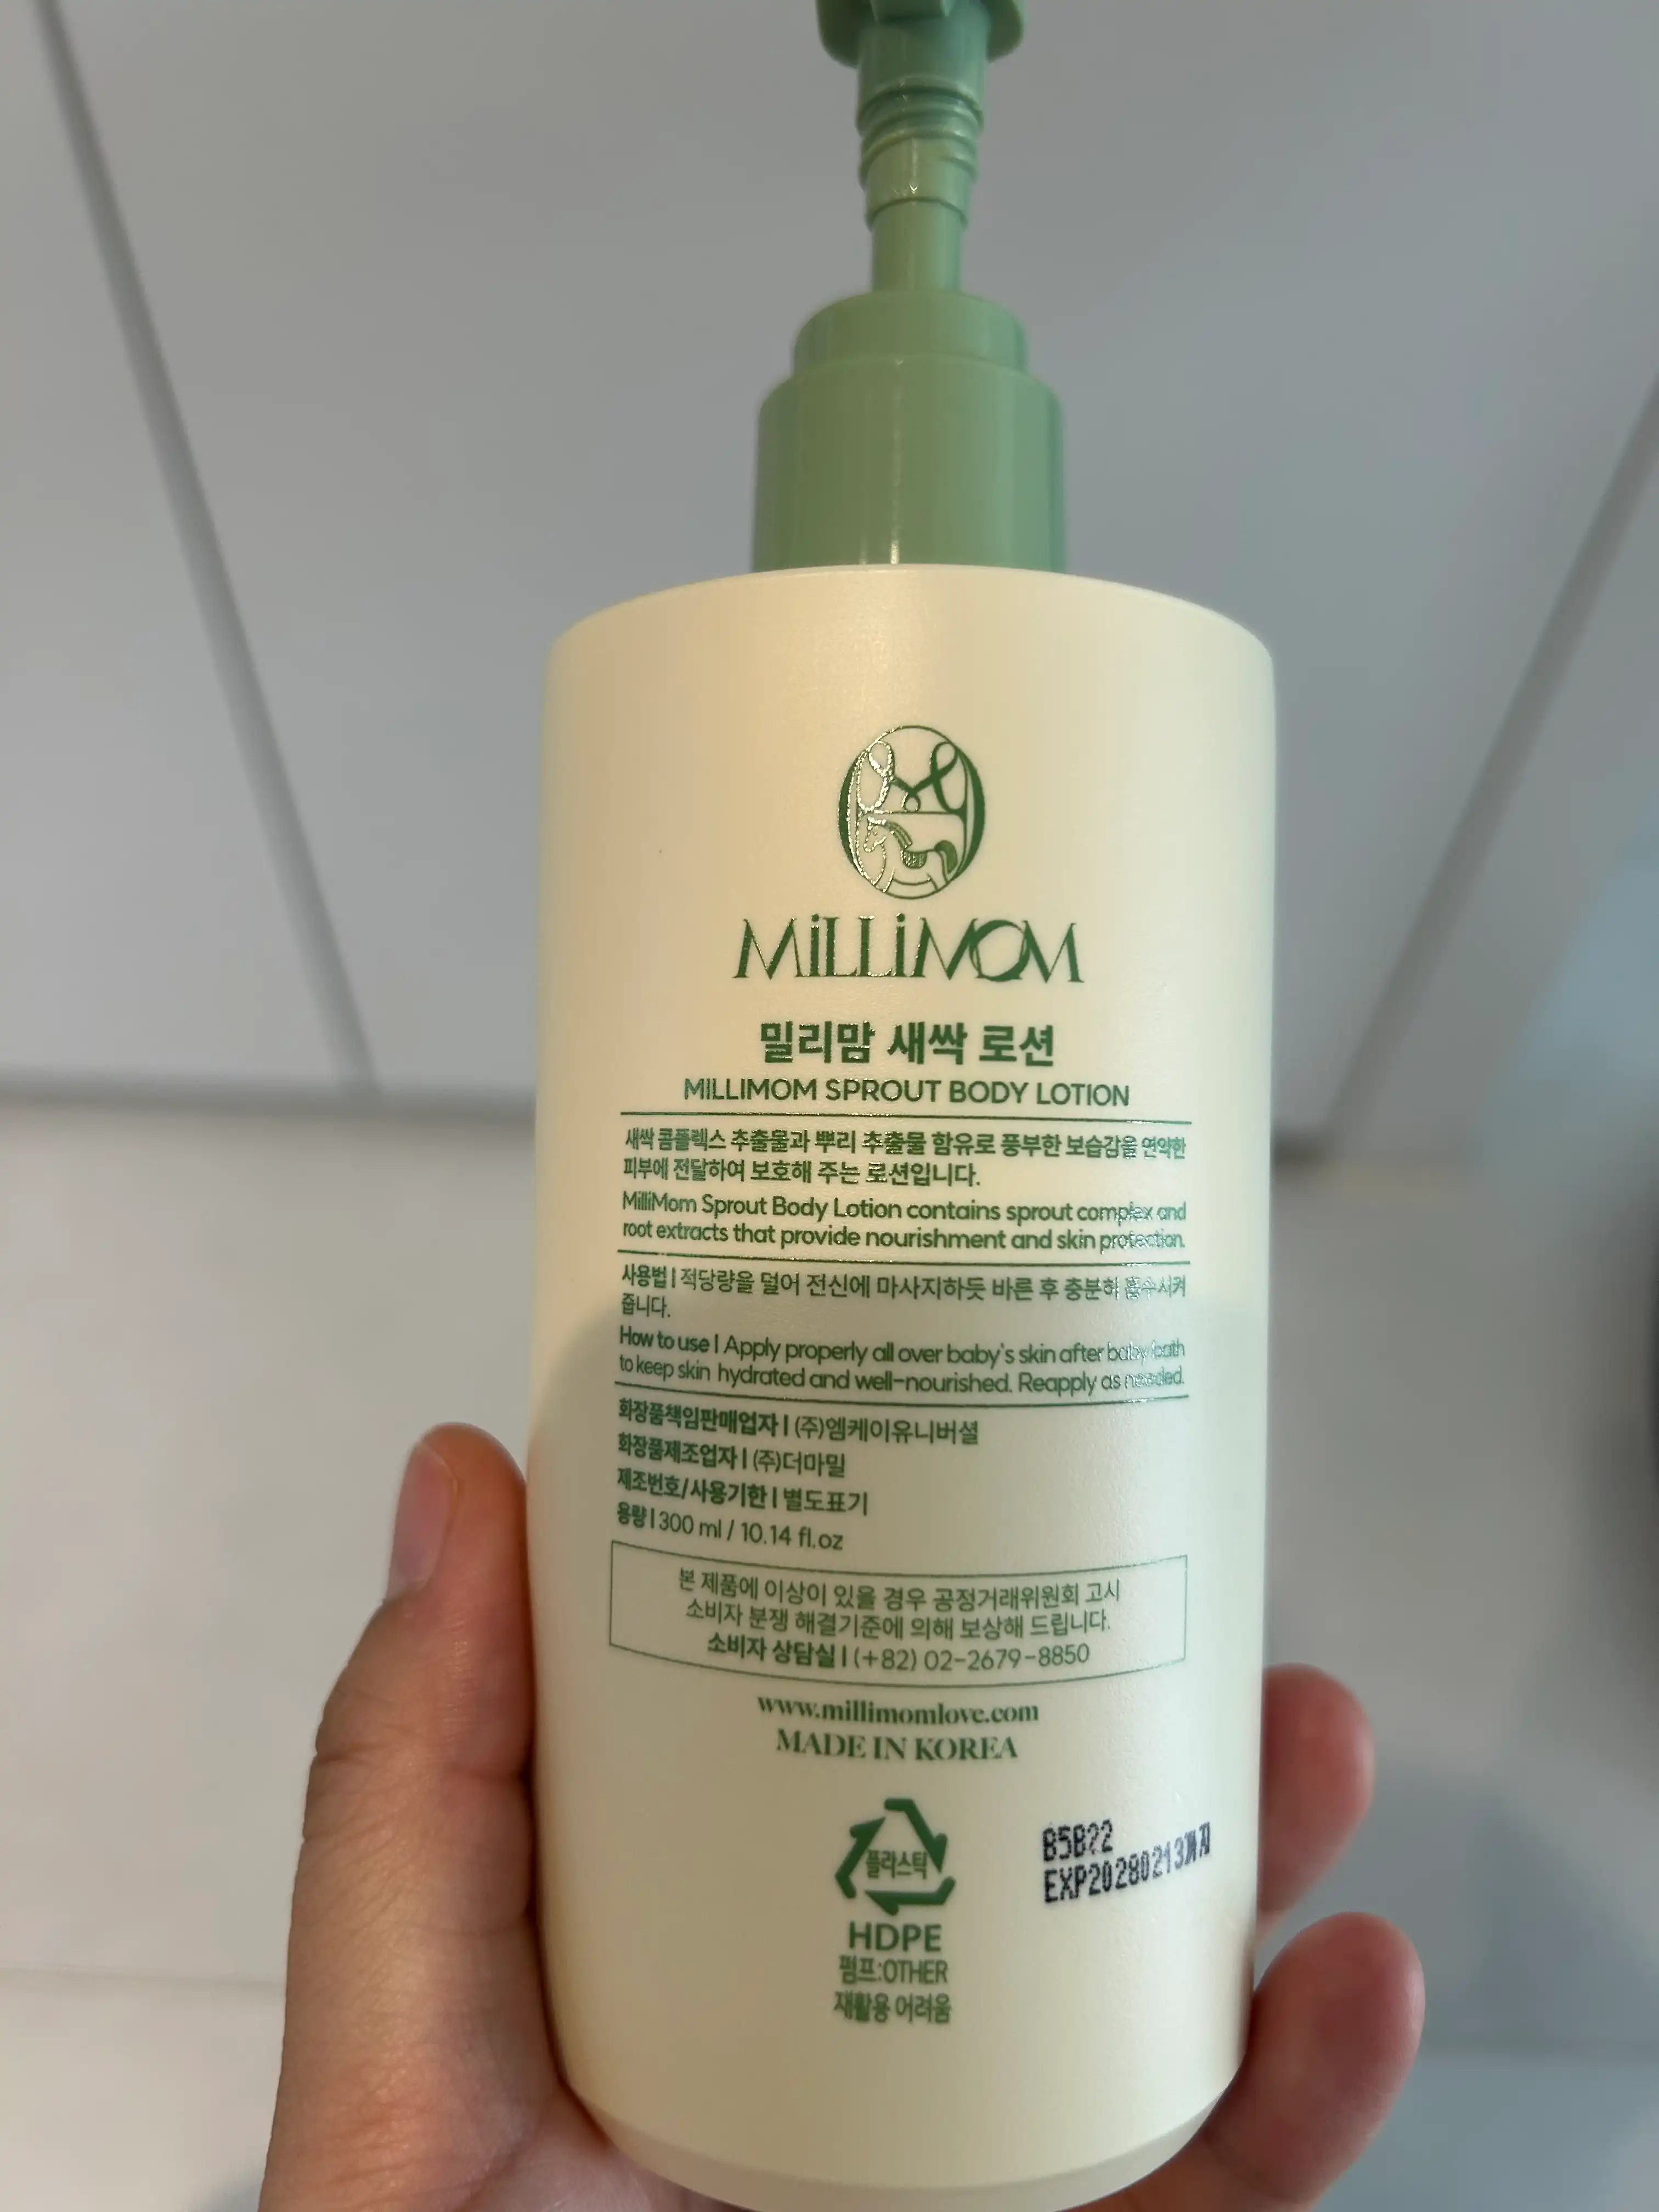 MiLLiMOM
밀리맘 새싹 로션
MILLIMOM SPROUT BODY LOTION
새싹 콤플렉스 추출물과 뿌리 추출물 함유로 풍부한 보습감을 연약한
피부에 전달하여 보호해 주는 로션입니다.
MilliMom Sprout Body Lotion contains sprout complex and
root extracts that provide nourishment and skin protection.
사용법 | 적당량을 덜어 전신에 마사지하듯 바른 후 충분히 흡수시켜
줍니다.
How to use | Apply properly all over baby's skin after baby bath
to keep skin hydrated and well-nourished. Reapply as needed.
화장품책임판매업자 | (주)엠케이유니버셜
화장품제조업자 | (주)더마밀
제조번호/사용기한 | 별도표기
용량 | 300 ml / 10.14 fl.oz
본 제품에 이상이 있을 경우 공정거래위원회 고시
소비자 분쟁 해결기준에 의해 보상해 드립니다.
소비자 상담실 | (+82) 02-2679-8850
www.millimomlove.com
MADE IN KOREA
플라스틱
HDPE
펌프:OTHER
재활용 어려움
B5B22
EXP20280213까지